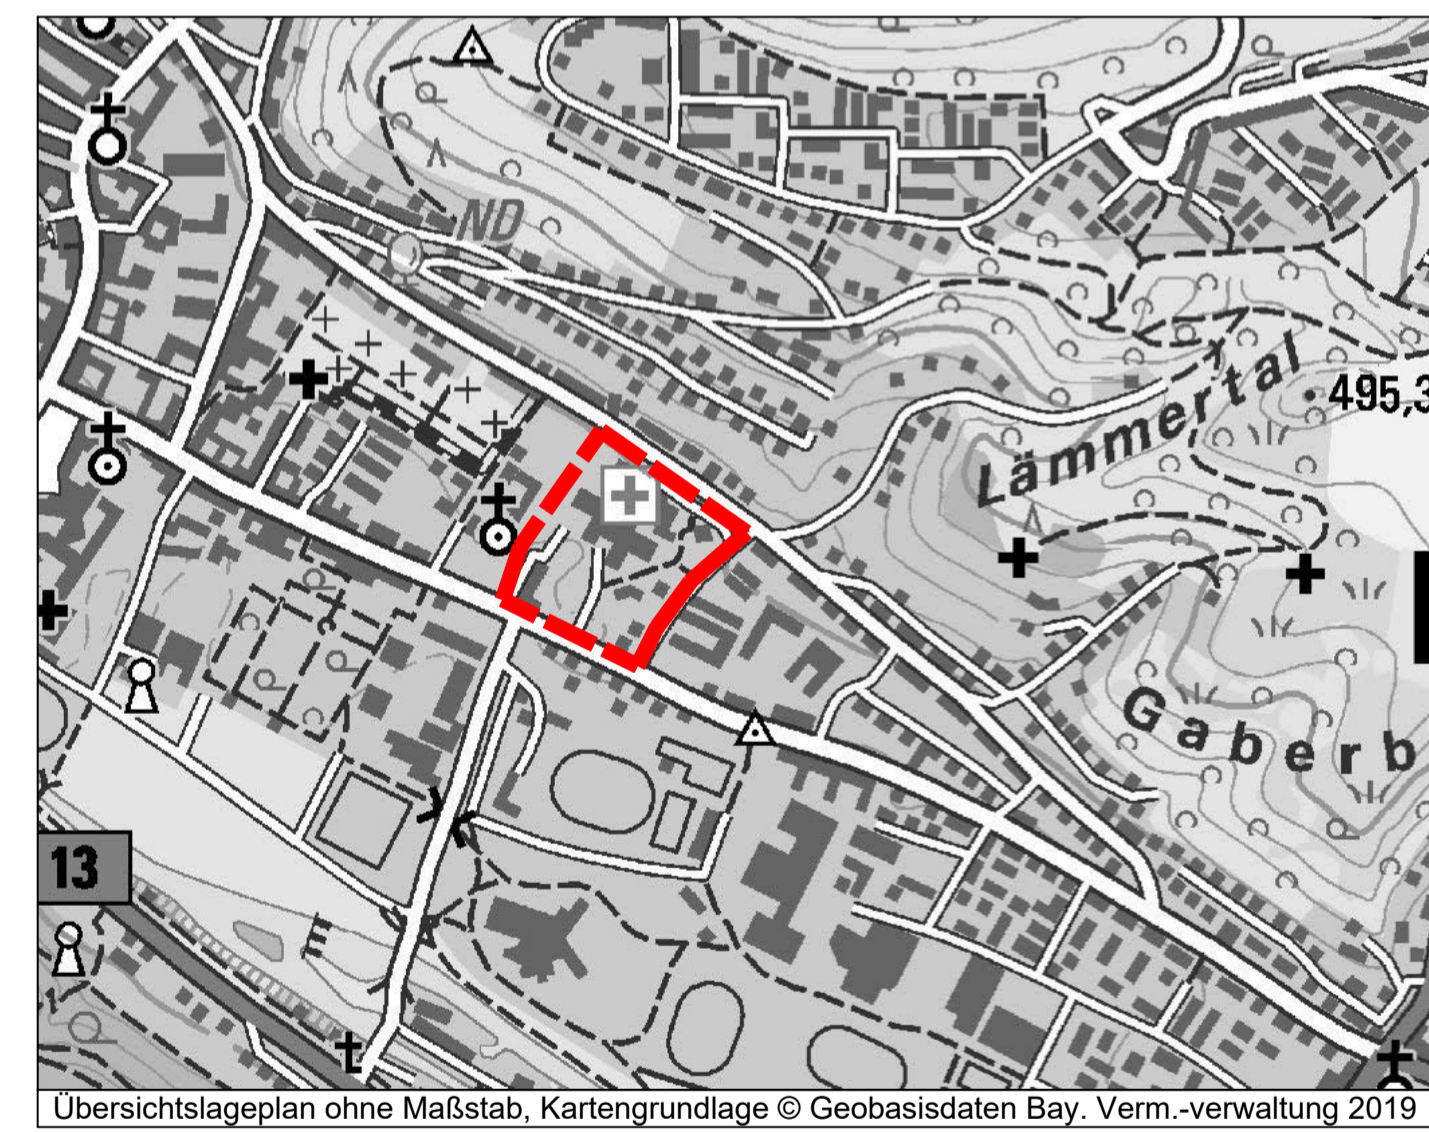 ND
Lämmertal
495,3
Gaberb
13
Übersichtslageplan ohne Maßstab, Kartengrundlage © Geobasisdaten Bay. Verm.-verwaltung 2019